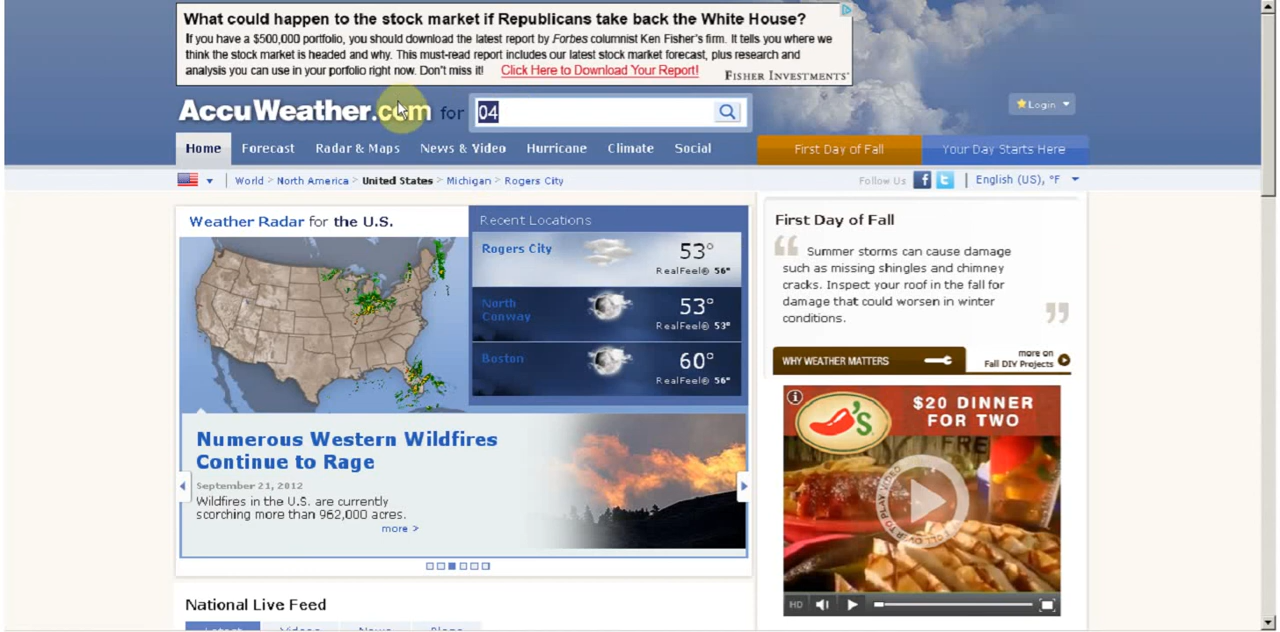 What could happen to the stock market if Republicans take back the White House?
If you have a $500,000 portfolio, you should download the latest report by Forbes columnist Ken Fisher's firm. It tells you where we
think the stock market is headed and why. This must-read report includes our latest stock market forecast, plus research and
analysis you can use in your porfolio right now. Don't miss it! Click Here to Download Your Report! FISHER INVESTMENTS
AccuWeather.com for 04
Login
Home Forecast Radar & Maps News & Video Hurricane Climate Social First Day of Fall Your Day Starts Here
World > North America > United States > Michigan > Rogers City Follow Us English (US), °F
Weather Radar for the U.S.
Recent Locations
Rogers City 53°
RealFeel® 56°
North
Conway 53°
RealFeel® 53°
Boston 60°
RealFeel® 56°
Numerous Western Wildfires
Continue to Rage
September 21, 2012
Wildfires in the U.S. are currently
scorching more than 962,000 acres.
more >
National Live Feed
Latest Videos News Blogs
First Day of Fall
Summer storms can cause damage
such as missing shingles and chimney
cracks. Inspect your roof in the fall for
damage that could worsen in winter
conditions.
WHY WEATHER MATTERS
more on
Fall DIY Projects
$20 DINNER
FOR TWO
HD